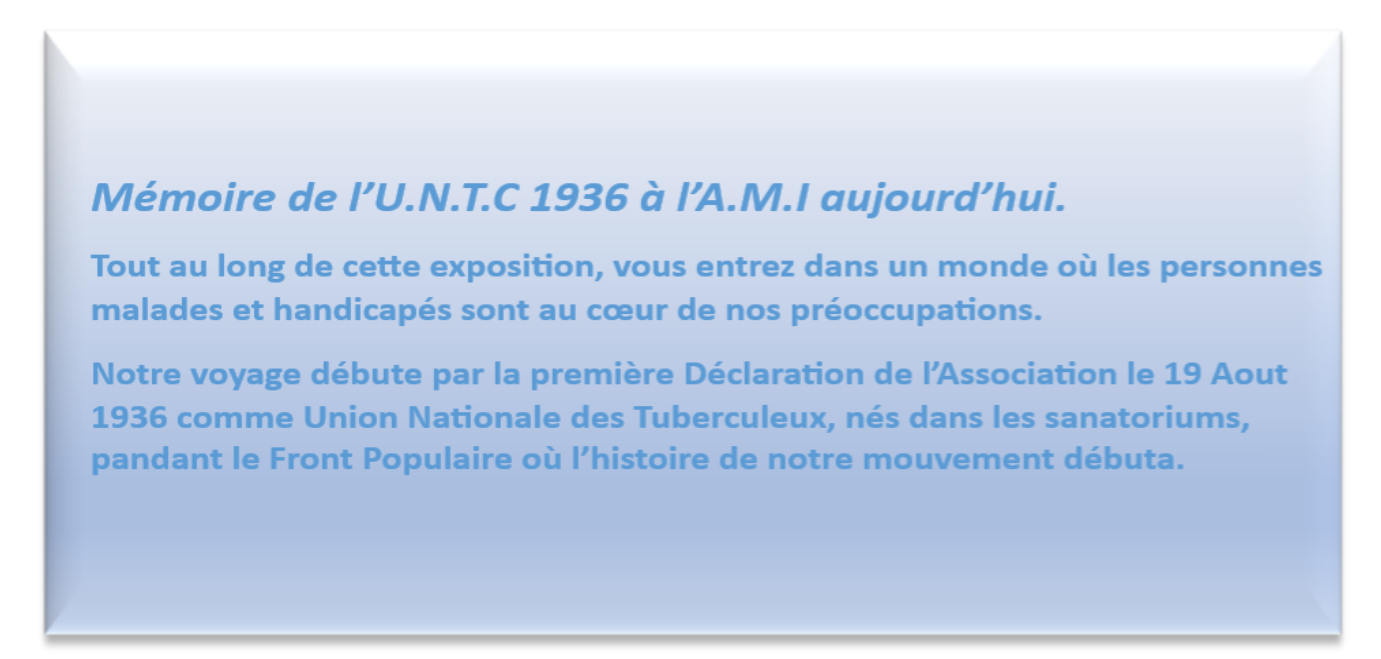 Mémoire de l’U.N.T.C 1936 à l’A.M.I aujourd’hui.
Tout au long de cette exposition, vous entrez dans un monde où les personnes
malades et handicapés sont au cœur de nos préoccupations.
Notre voyage débute par la première Déclaration de l’Association le 19 Aout
1936 comme Union Nationale des Tuberculeux, nés dans les sanatoriums,
pandant le Front Populaire où l’histoire de notre mouvement débuta.